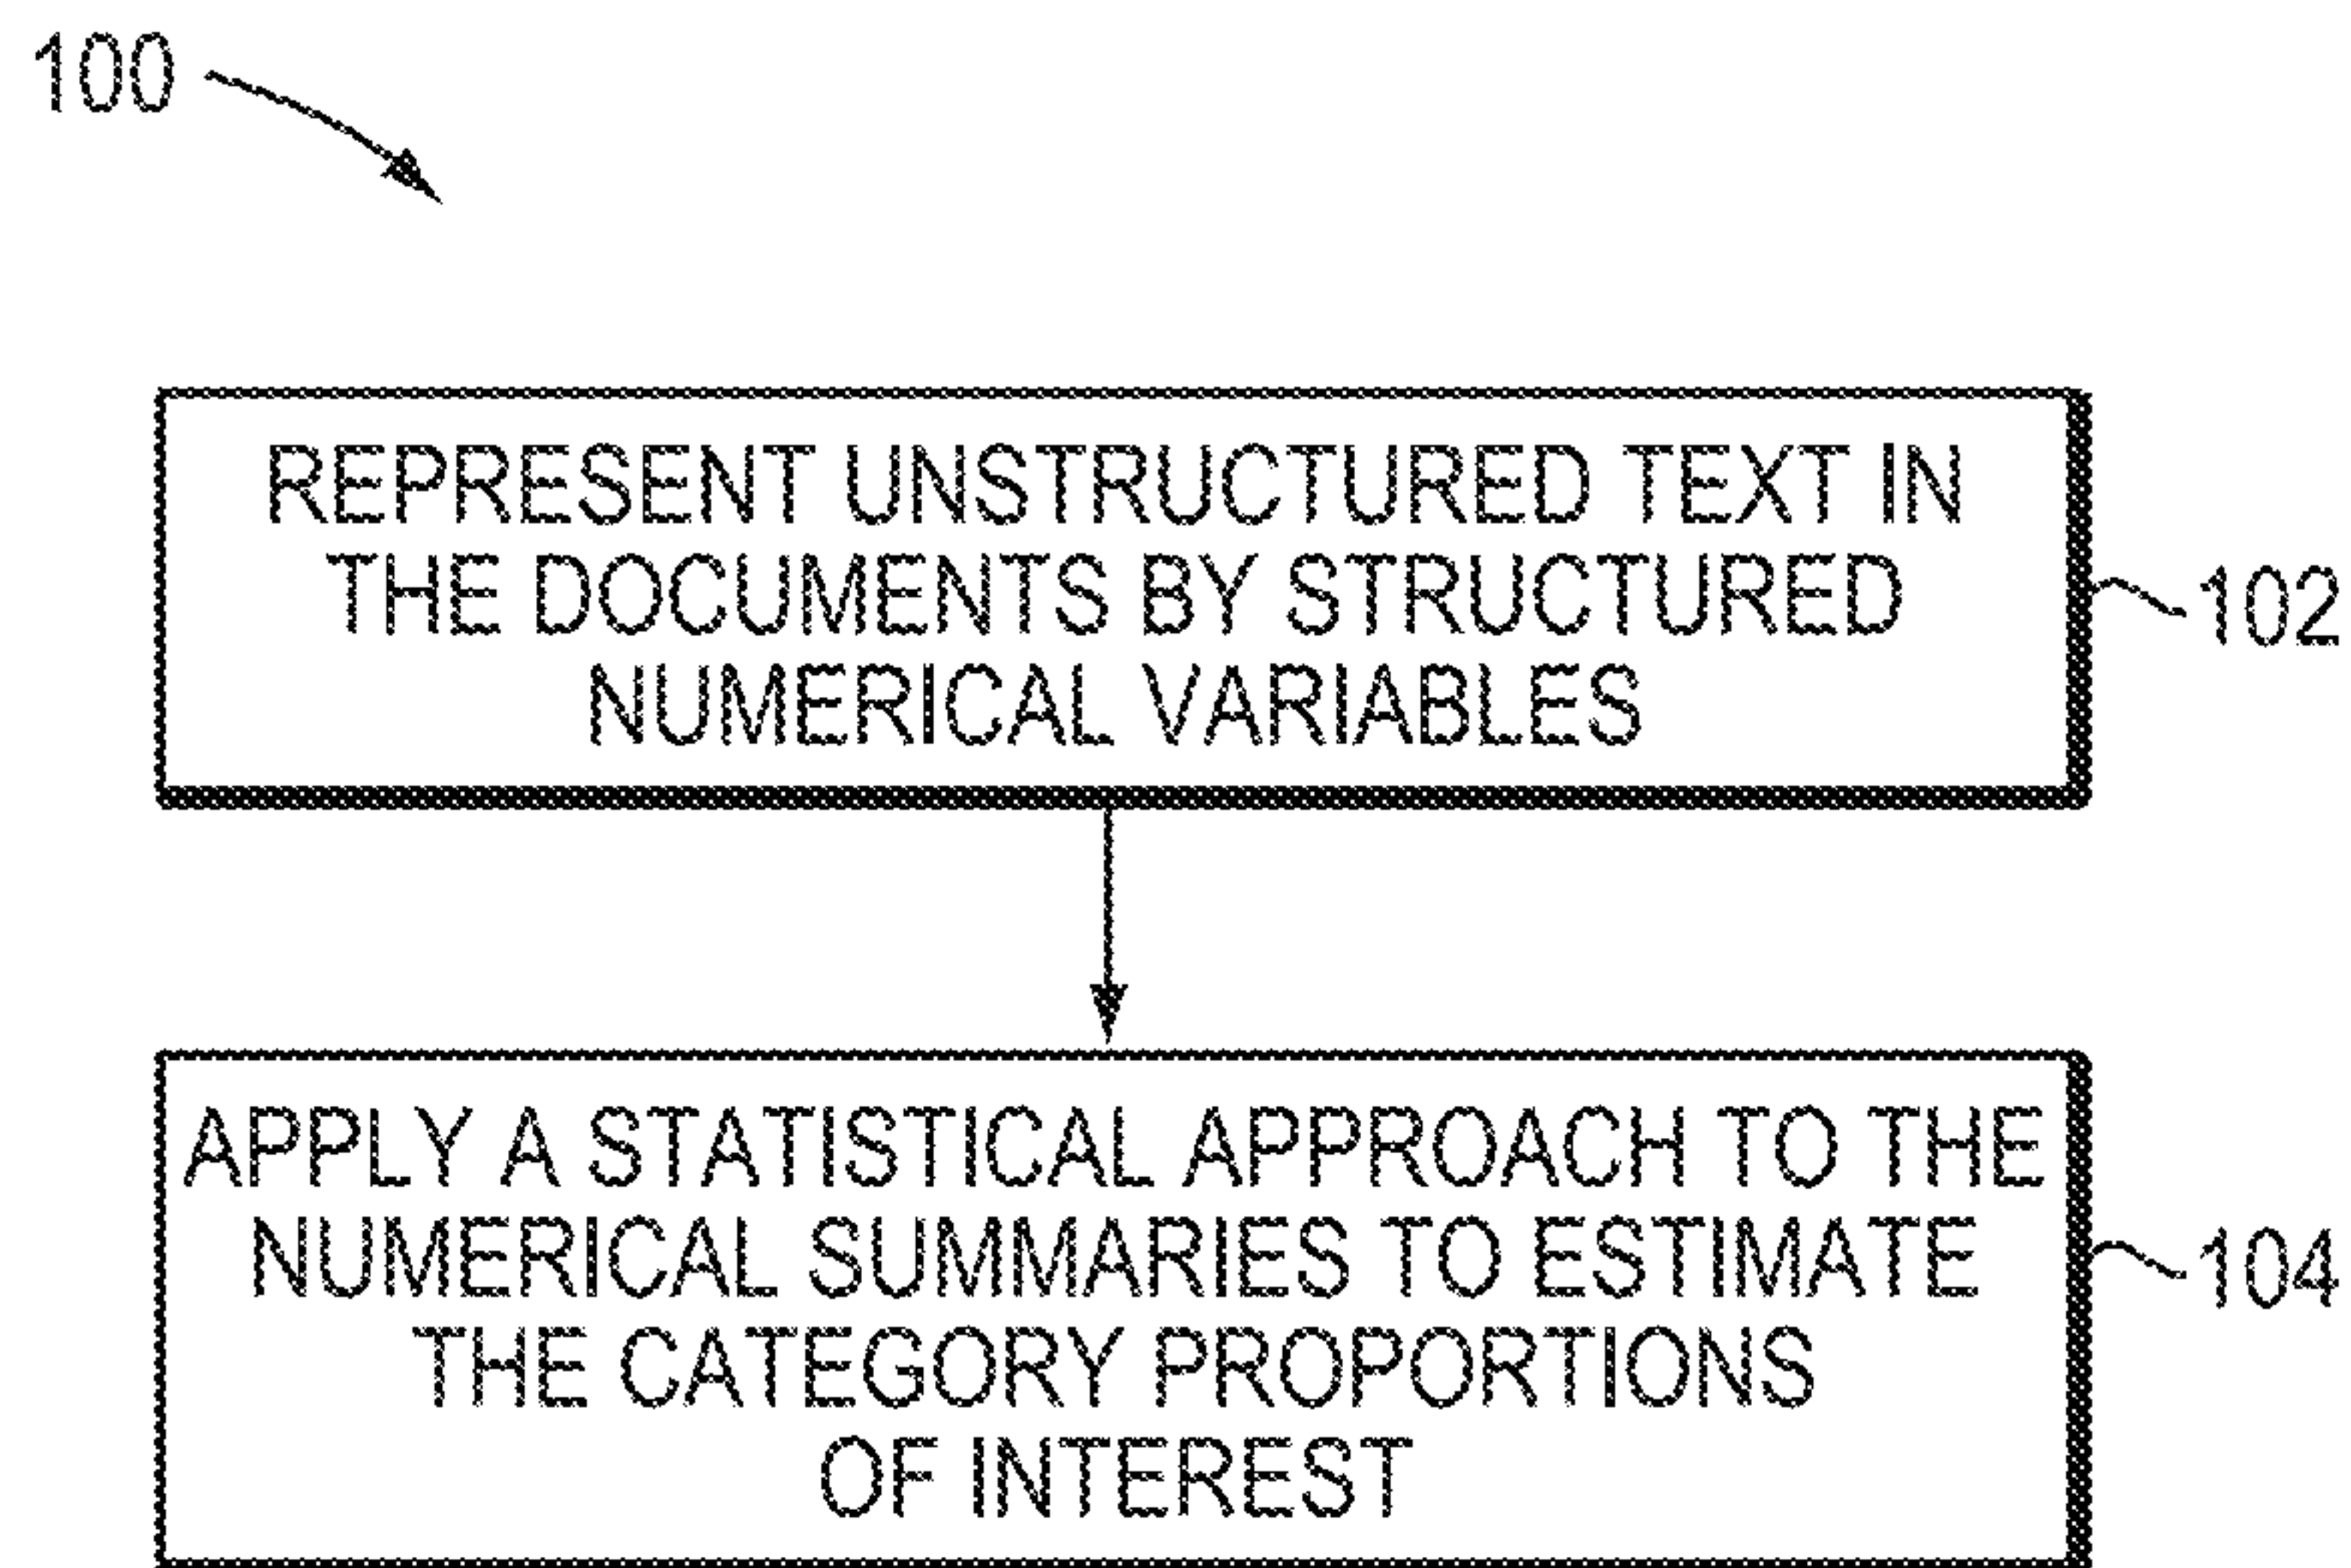 100
REPRESENT UNSTRUCTURED TEXT IN
THE DOCUMENTS BY STRUCTURED
NUMERICAL VARIABLES
102
APPLY A STATISTICAL APPROACH TO THE
NUMERICAL SUMMARIES TO ESTIMATE
THE CATEGORY PROPORTIONS
OF INTEREST
104